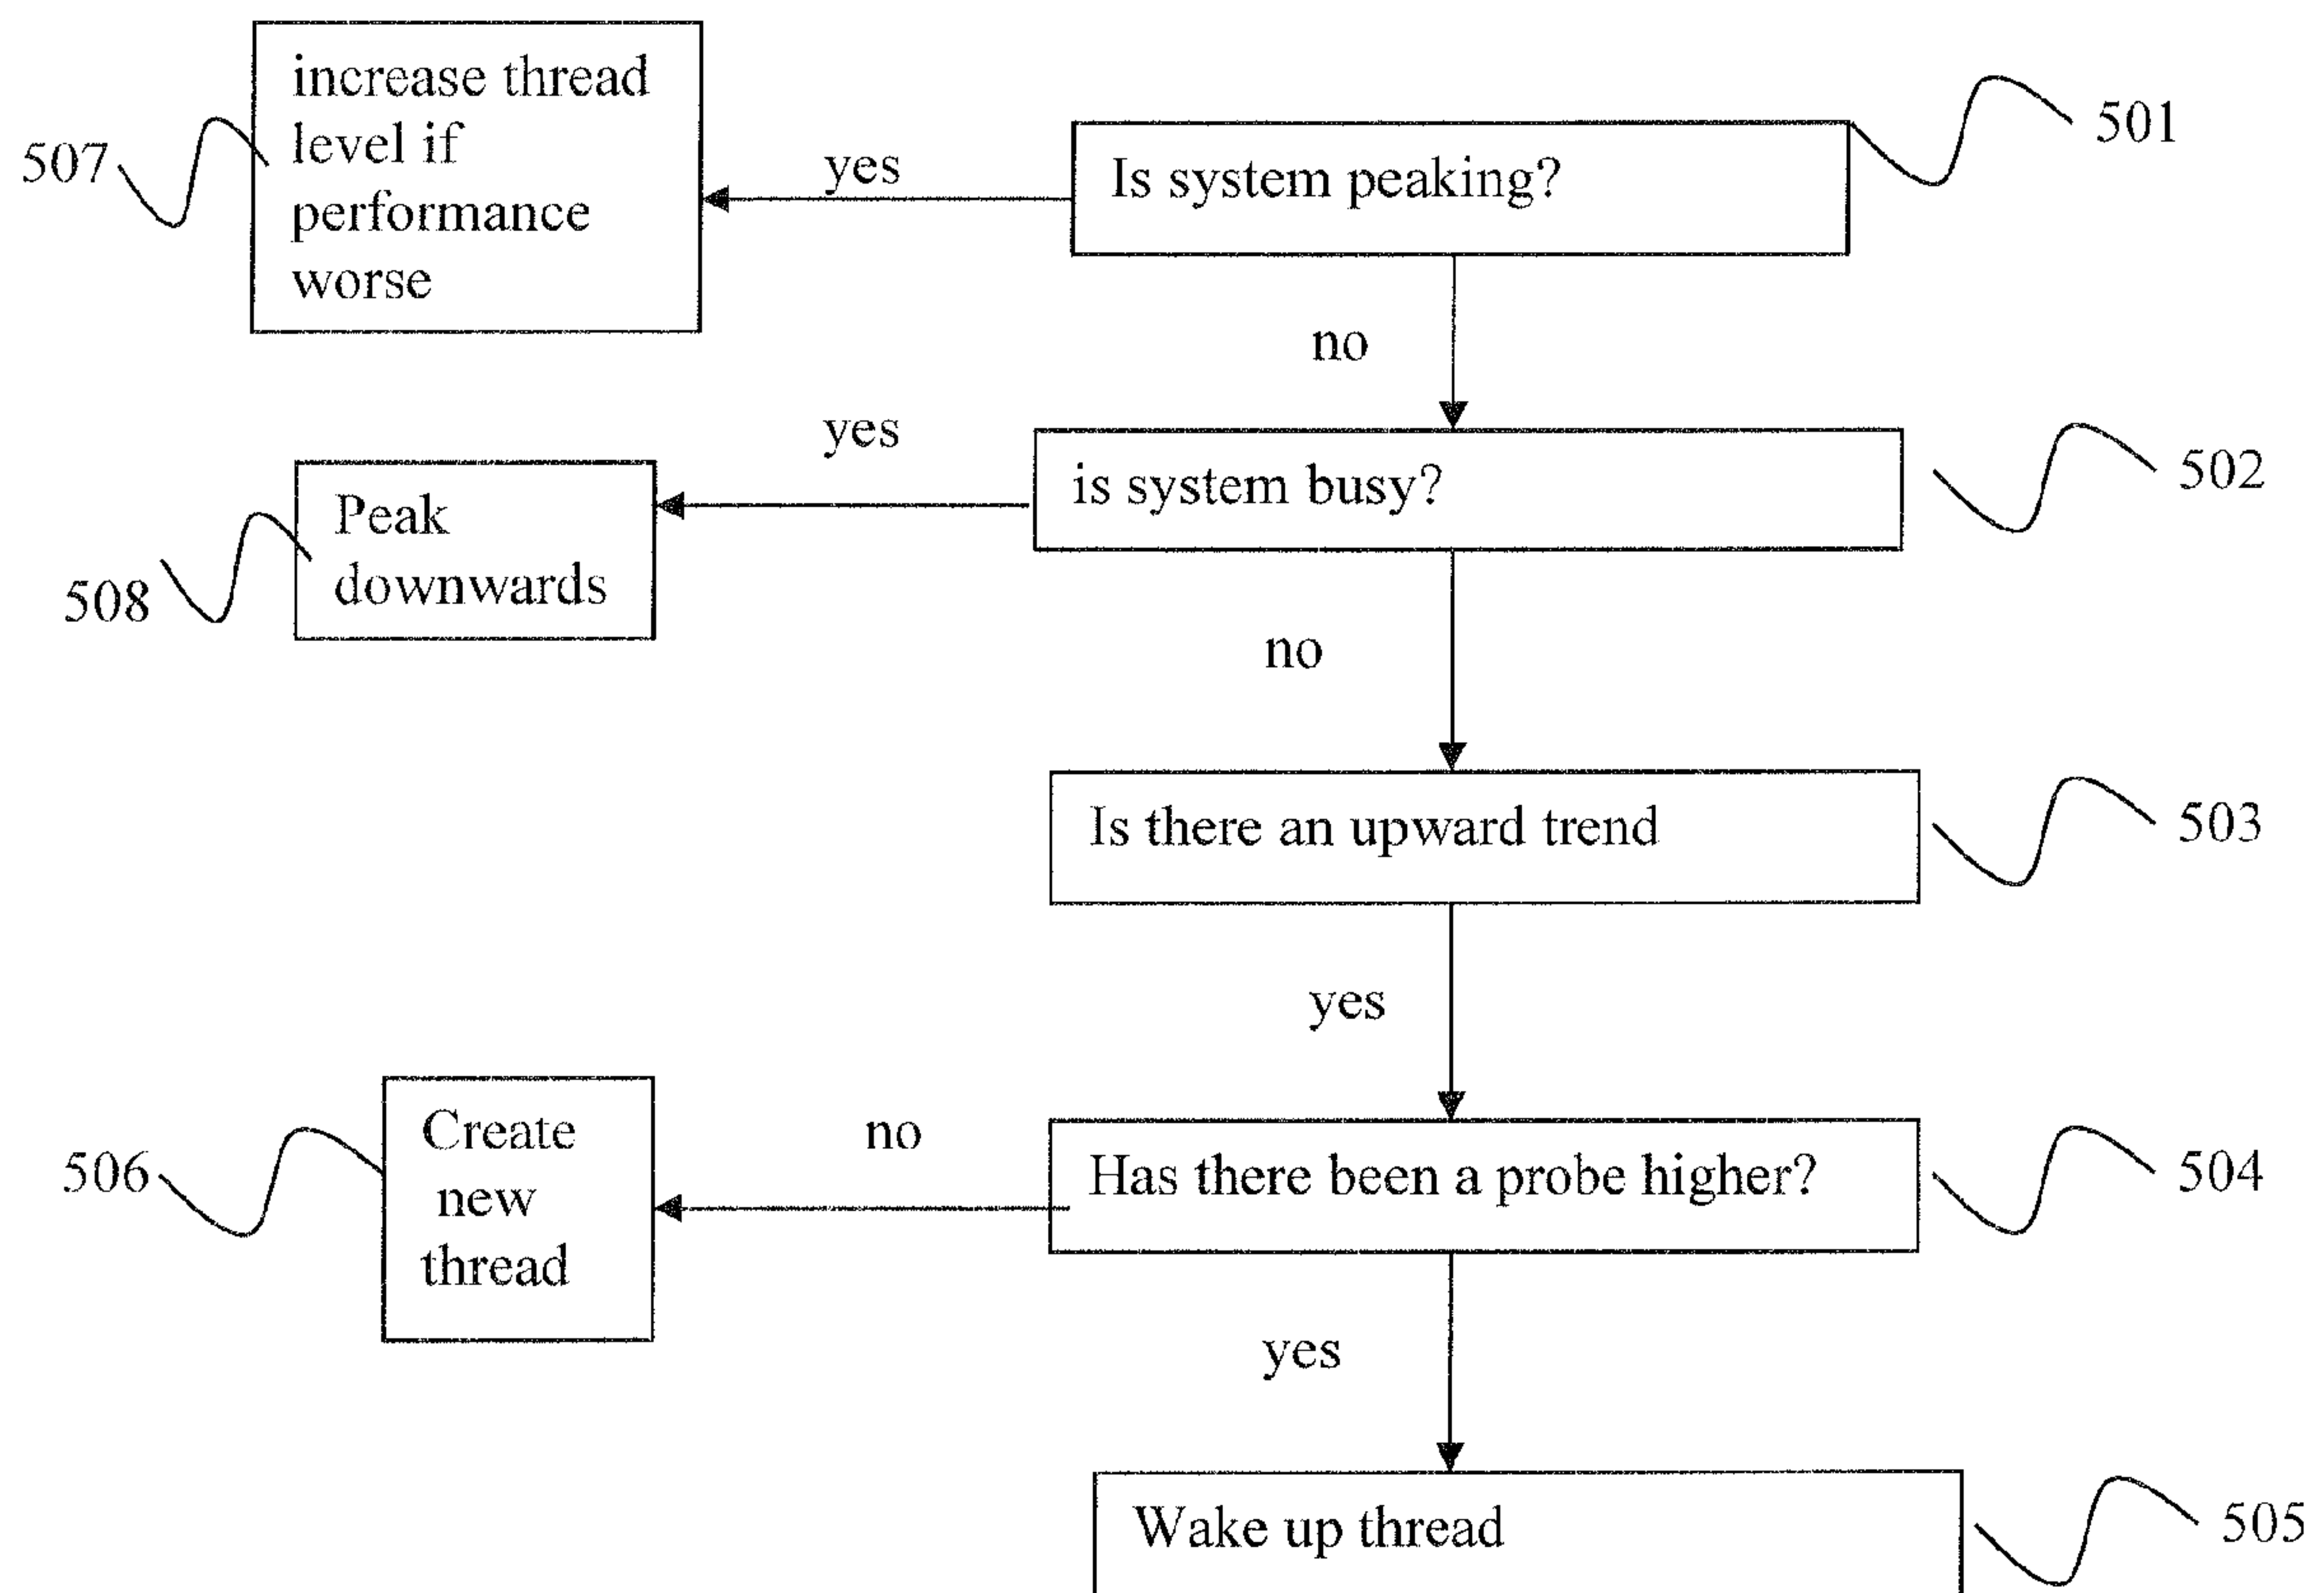 increase thread
level if
performance
worse
507
yes
Is system peaking?
501
no
yes
is system busy?
502
Peak
downwards
508
no
Is there an upward trend
503
yes
Create
new
thread
506
no
Has there been a probe higher?
504
yes
Wake up thread
505